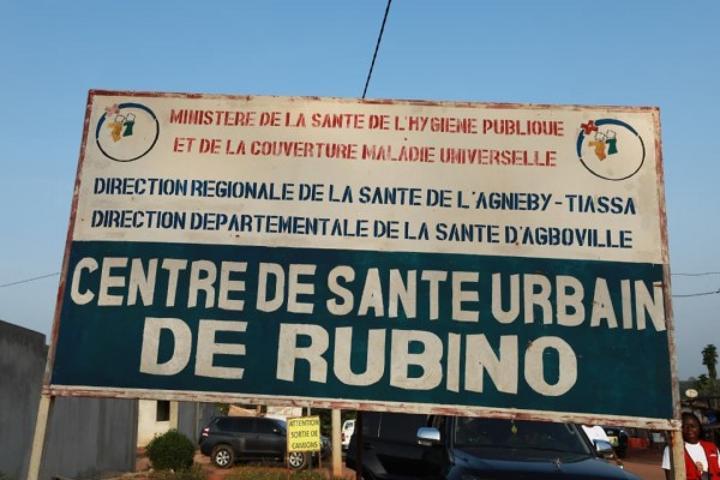 MINISTERE DE LA SANTE DE L'HYGIENE PUBLIQUE
ET DE LA COUVERTURE MALADIE UNIVERSELLE
DIRECTION REGIONALE DE LA SANTE DE L'AGNEBY-TIASSA
DIRECTION DEPARTEMENTALE DE LA SANTE D'AGBOVILLE
CENTRE DE SANTE URBAIN
DE RUBINO
ATTENTION
SORTIE DE
CAMIONS